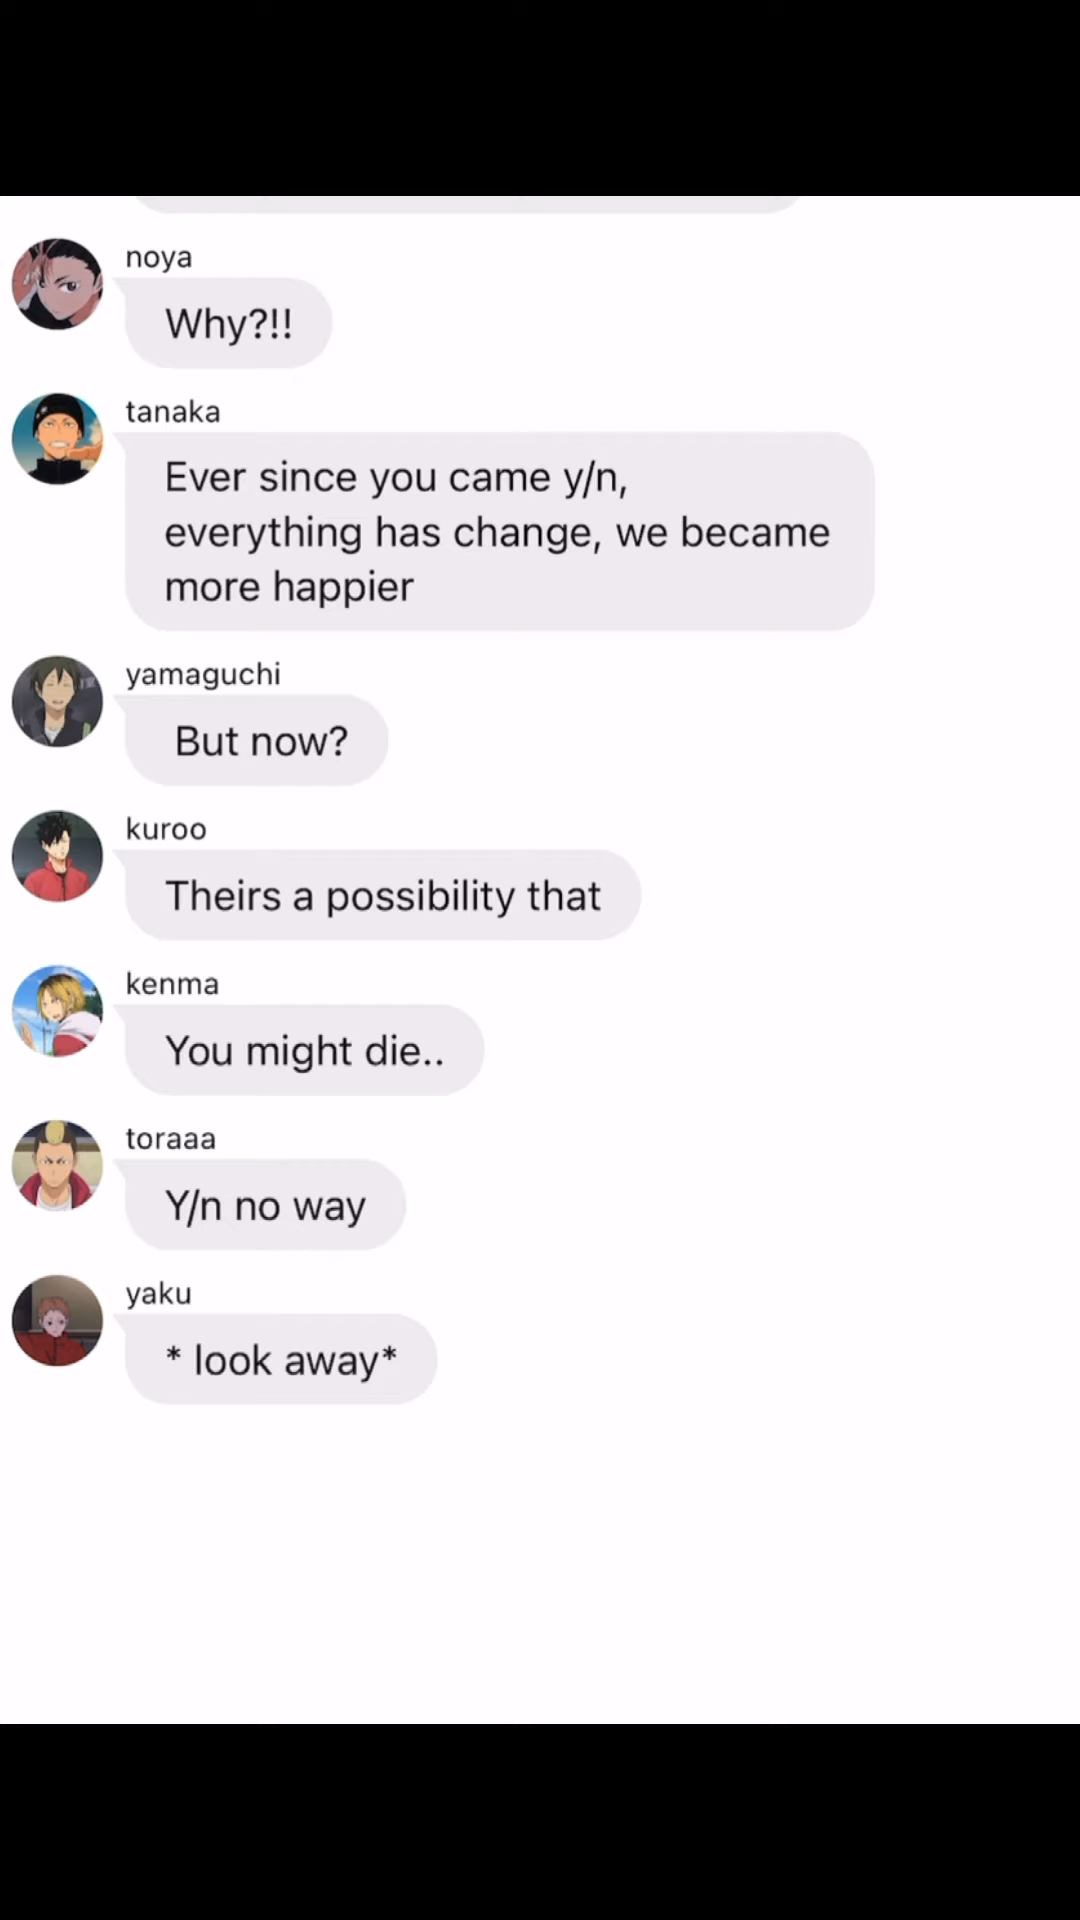 noya
Why?!!
tanaka
Ever since you came y/n,
everything has change, we became
more happier
yamaguchi
But now?
kuroo
Theirs a possibility that
kenma
You might die..
toraaa
Y/n no way
yaku
* look away*